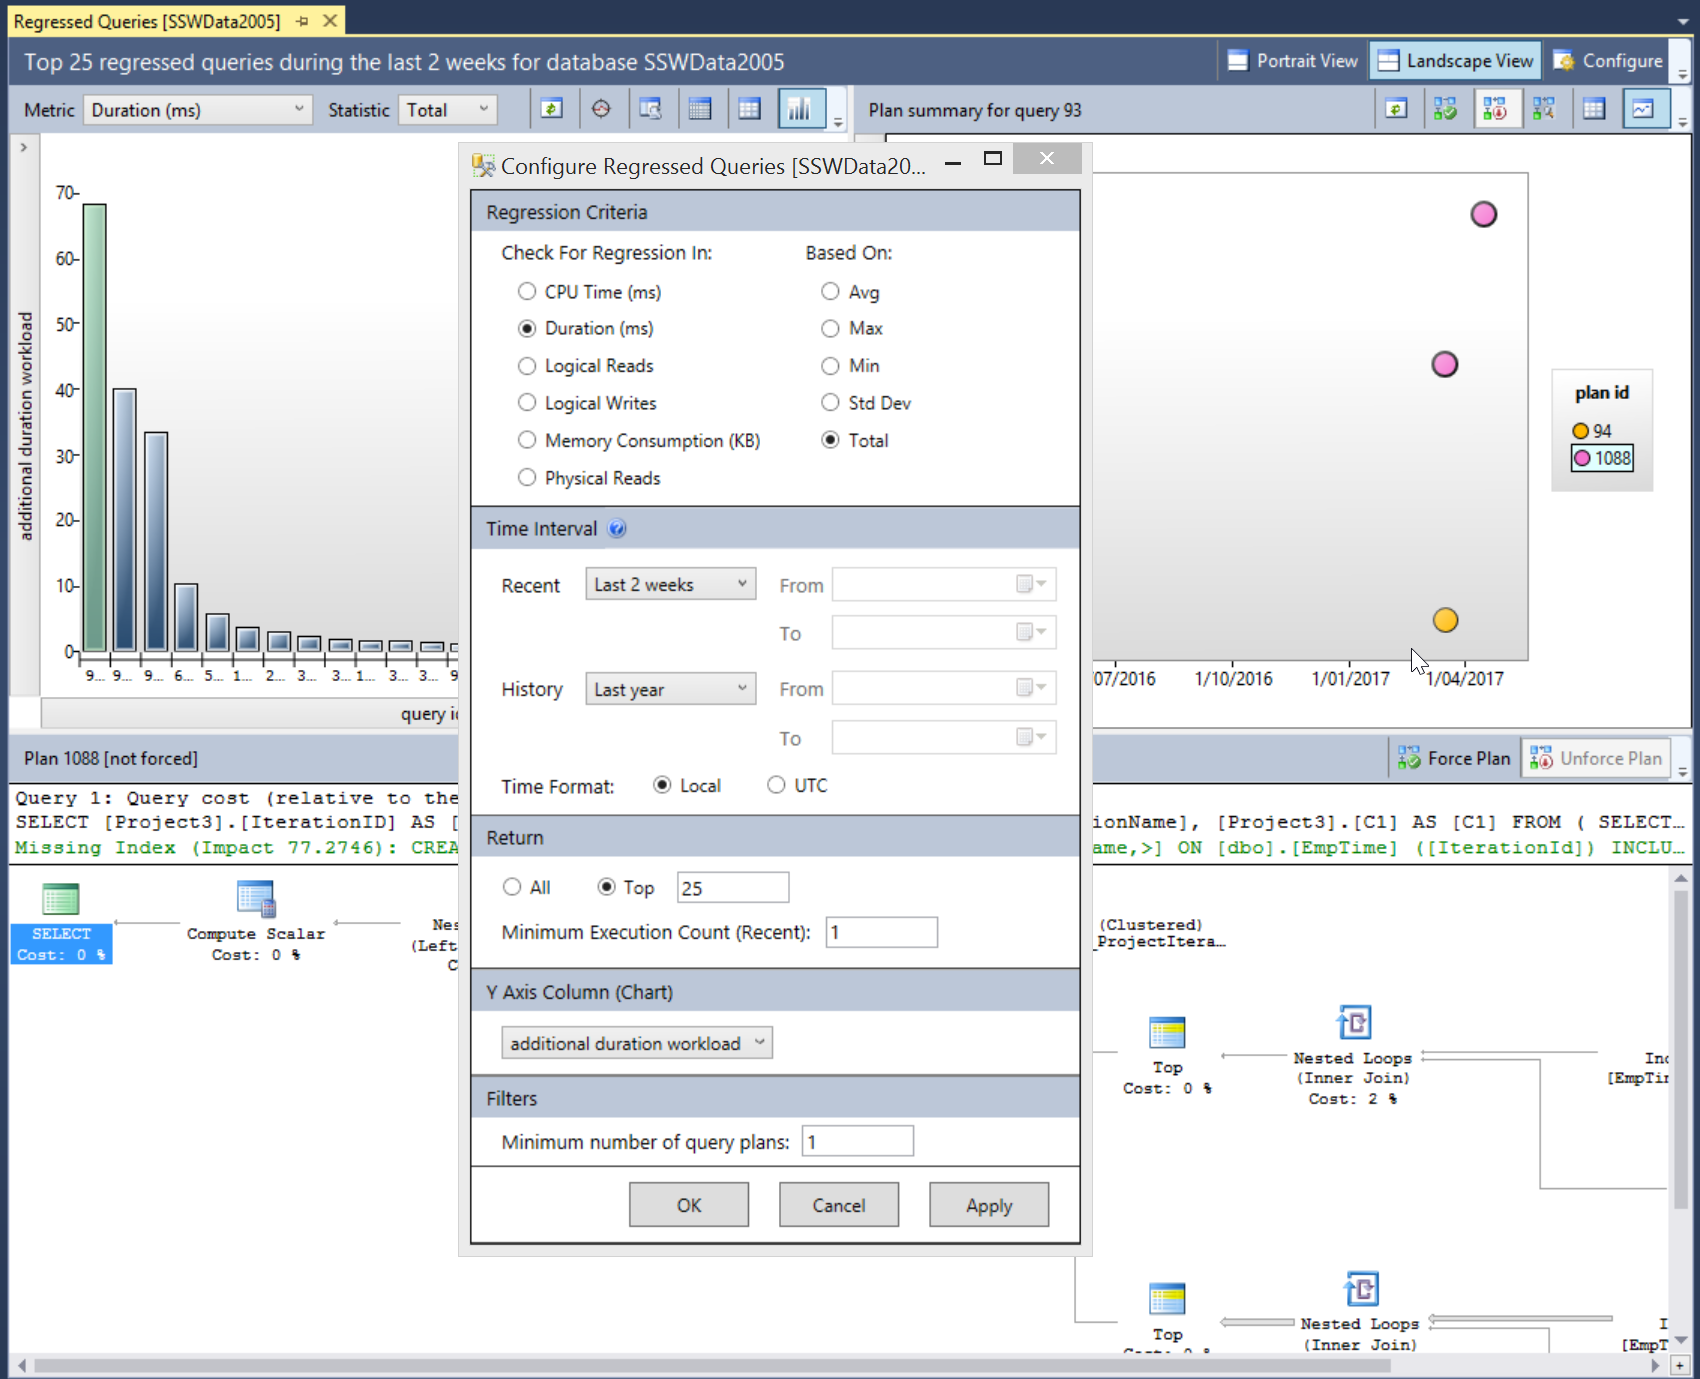 Regressed Queries [SSWData2005]
Top 25 regressed queries during the last 2 weeks for database SSWData2005
Portrait View
Landscape View
Configure
Metric
Duration (ms)
Statistic
Total
Plan summary for query 93
additional duration workload
70
60
50
40
30
20
10
0
9... 9... 9... 6... 5... 1... 2... 3... 3... 1... 3... 3... 9
query i
Configure Regressed Queries [SSWData20...
Regression Criteria
Check For Regression In:
Based On:
CPU Time (ms)
Avg
Duration (ms)
Max
Logical Reads
Min
Logical Writes
Std Dev
Memory Consumption (KB)
Total
Physical Reads
Time Interval
Recent
Last 2 weeks
From
To
History
Last year
From
To
Time Format:
Local
UTC
Return
All
Top
25
Minimum Execution Count (Recent):
1
Y Axis Column (Chart)
additional duration workload
Filters
Minimum number of query plans:
1
OK
Cancel
Apply
07/2016
1/10/2016
1/01/2017
1/04/2017
plan id
94
1088
Plan 1088 [not forced]
Force Plan
Unforce Plan
Query 1: Query cost (relative to the
SELECT [Project3].[IterationID] AS [
ionName], [Project3].[C1] AS [C1] FROM ( SELECT...
Missing Index (Impact 77.2746): CREA
ame,>] ON [dbo].[EmpTime] ([IterationId]) INCLU...
SELECT
Cost: 0 %
Compute Scalar
Cost: 0 %
Nes
(Left
C
(Clustered)
_ProjectItera...
Top
Cost: 0 %
Nested Loops
(Inner Join)
Cost: 2 %
In
[EmpTi
Top
Nested Loops
(Inner Join)
I
[EmpT